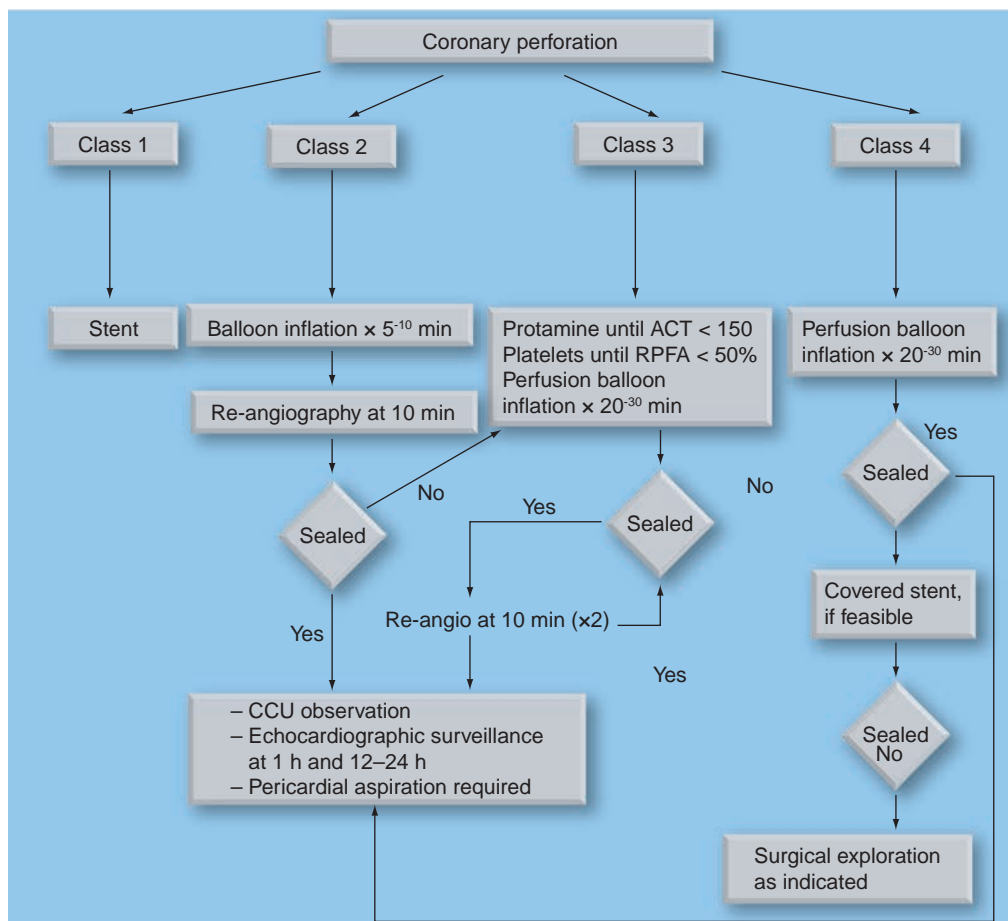 Coronary perforation
Class 1
Class 2
Class 3
Class 4
Stent
Balloon inflation × 5-10 min
Protamine until ACT < 150
Platelets until RPFA < 50%
Perfusion balloon
inflation × 20-30 min
Perfusion balloon
inflation × 20-30 min
Re-angiography at 10 min
Yes
Sealed
No
No
Sealed
Yes
Sealed
Covered stent,
if feasible
Re-angio at 10 min (×2)
Yes
Yes
– CCU observation
– Echocardiographic surveillance
at 1 h and 12–24 h
– Pericardial aspiration required
Sealed
No
Surgical exploration
as indicated